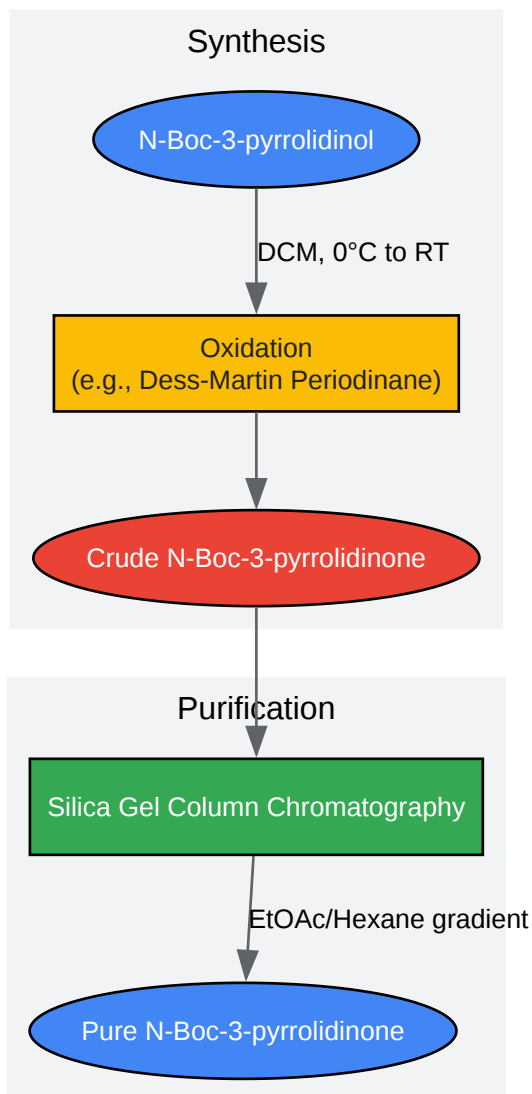 Synthesis
N-Boc-3-pyrrolidinol
DCM, 0°C to RT
Oxidation
(e.g., Dess-Martin Periodinane)
Crude N-Boc-3-pyrrolidinone
Purification
Silica Gel Column Chromatography
EtOAc/Hexane gradient
Pure N-Boc-3-pyrrolidinone